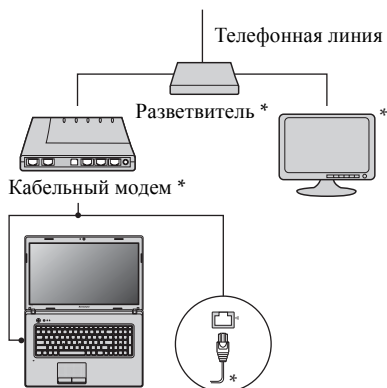 Телефонная линия
Разветвитель *
*
Кабельный модем *
*